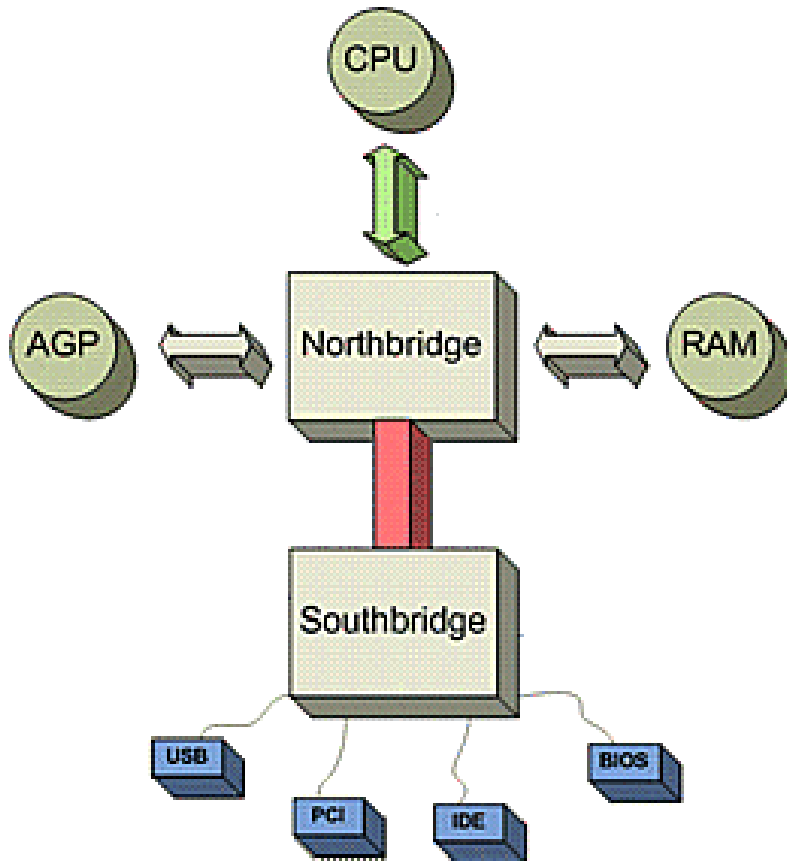 CPU
AGP
Northbridge
RAM
Southbridge
USB
BIOS
PCI
IDE